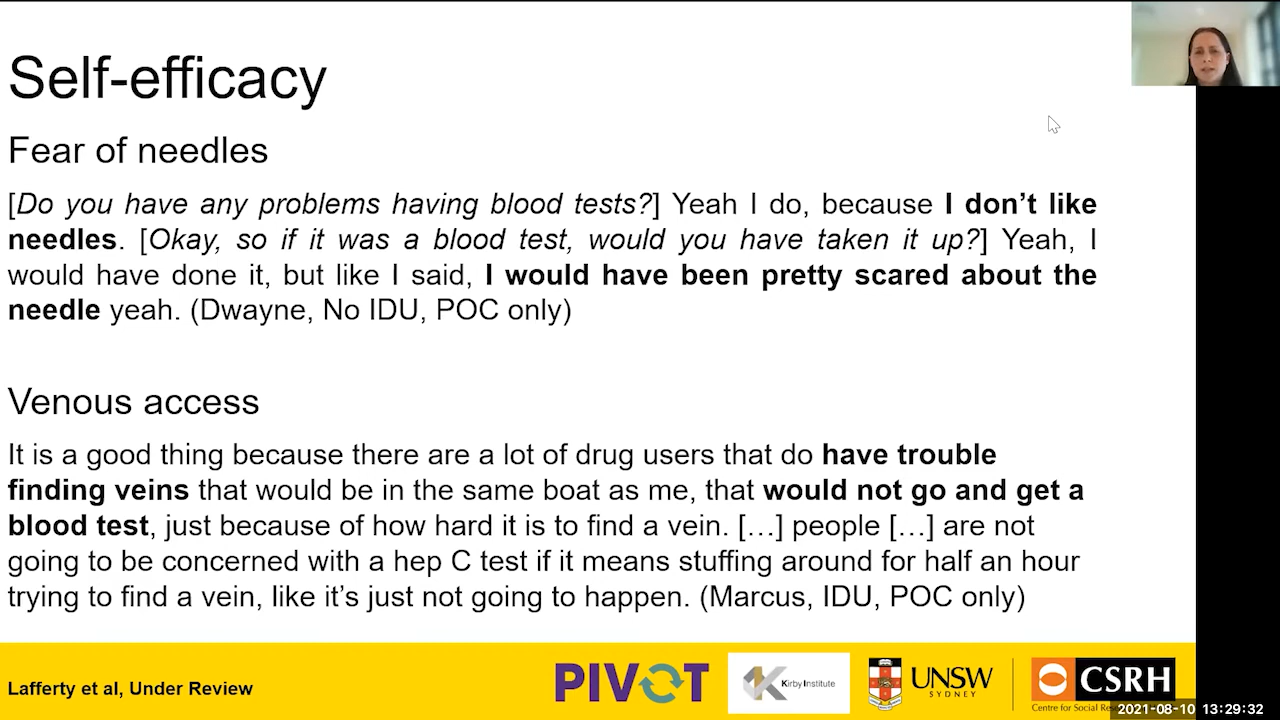 Self-efficacy
Fear of needles
[Do you have any problems having blood tests?] Yeah I do, because I don’t like
needles. [Okay, so if it was a blood test, would you have taken it up?] Yeah, I
would have done it, but like I said, I would have been pretty scared about the
needle yeah. (Dwayne, No IDU, POC only)
Venous access
It is a good thing because there are a lot of drug users that do have trouble
finding veins that would be in the same boat as me, that would not go and get a
blood test, just because of how hard it is to find a vein. […] people […] are not
going to be concerned with a hep C test if it means stuffing around for half an hour
trying to find a vein, like it’s just not going to happen. (Marcus, IDU, POC only)
Lafferty et al, Under Review
PIVOT
Kirby Institute
UNSW
SYDNEY
CSRH
Centre for Social
2021-08-10 13:29:32